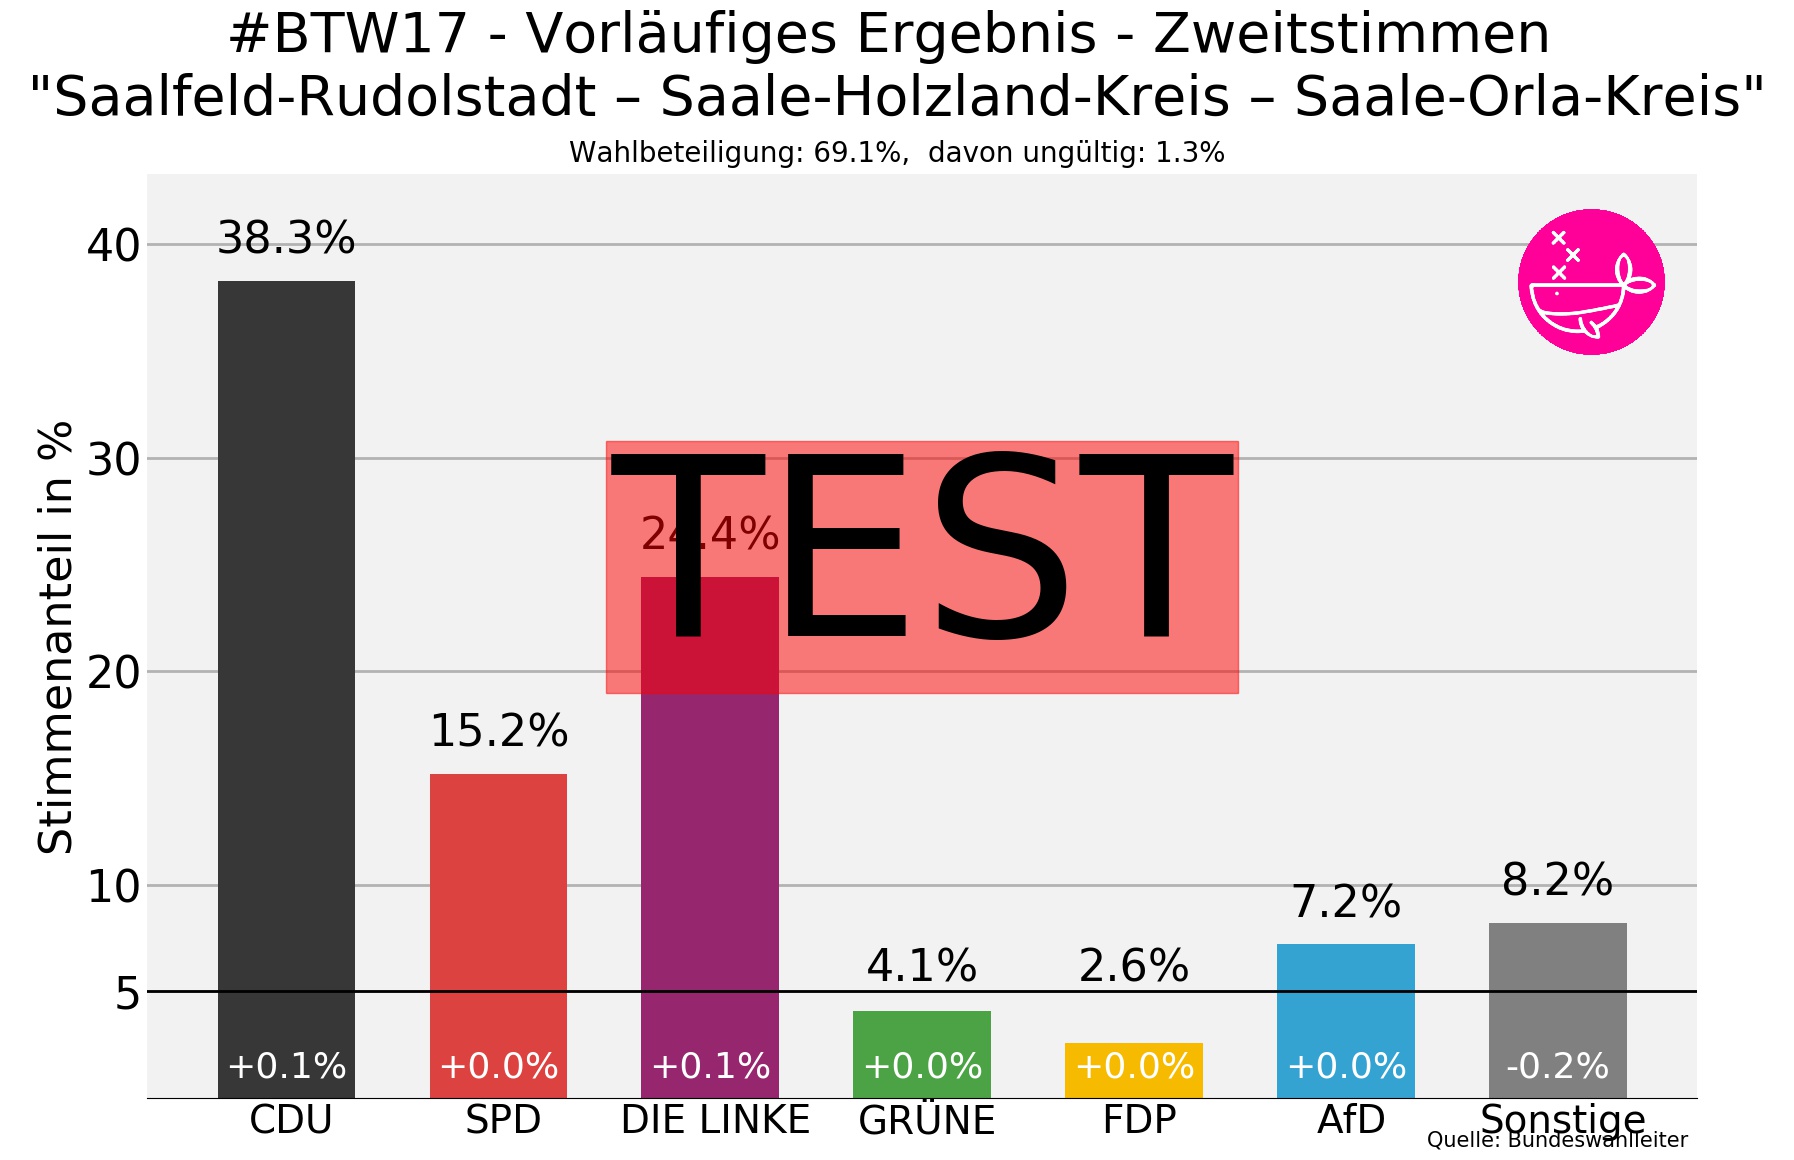 #BTW17 - Vorläufiges Ergebnis - Zweitstimmen
"Saalfeld-Rudolstadt – Saale-Holzland-Kreis – Saale-Orla-Kreis"
Wahlbeteiligung: 69.1%,  davon ungültig: 1.3%
Stimmenanteil in %
40
30
20
10
5
38.3%
15.2%
24.4%
4.1%
2.6%
7.2%
8.2%
TEST
+0.1%
+0.0%
+0.1%
+0.0%
+0.0%
+0.0%
-0.2%
CDU
SPD
DIE LINKE
GRÜNE
FDP
AfD
Sonstige
Quelle: Bundeswahlleiter